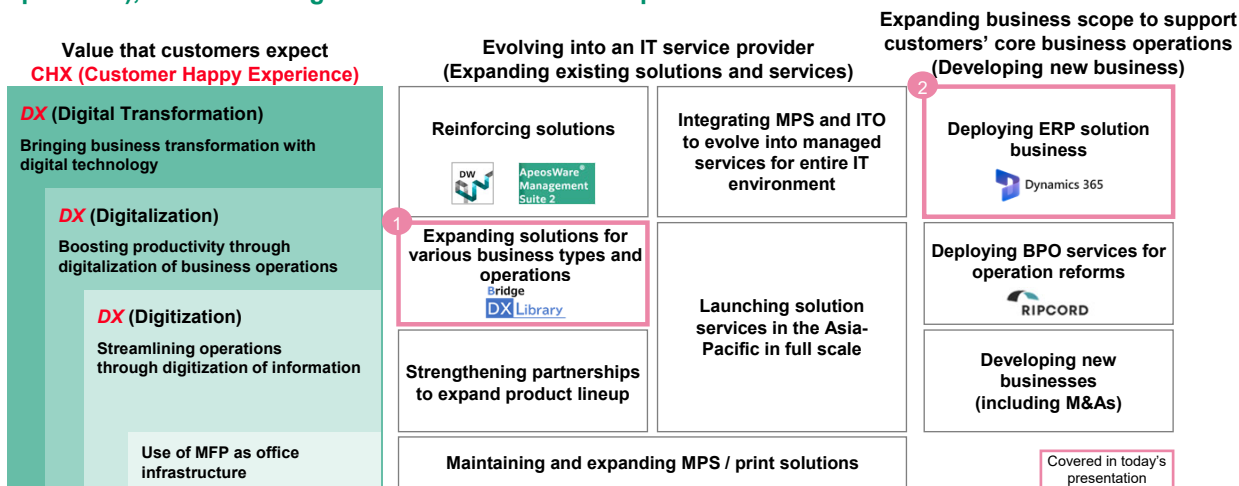 Value that customers expect
CHX (Customer Happy Experience)
DX (Digital Transformation)
Bringing business transformation with
digital technology
DX (Digitalization)
Boosting productivity through
digitalization of business operations
DX (Digitization)
Streamlining operations
through digitization of information
Use of MFP as office
infrastructure
Evolving into an IT service provider
(Expanding existing solutions and services)
Reinforcing solutions
DW
ApeosWare®
Management
Suite 2
Integrating MPS and ITO
to evolve into managed
services for entire IT
environment
1
Expanding solutions for
various business types and
operations
Bridge
DX Library
Launching solution
services in the Asia-
Pacific in full scale
Strengthening partnerships
to expand product lineup
Maintaining and expanding MPS / print solutions
Expanding business scope to support
customers' core business operations
(Developing new business)
2
Deploying ERP solution
business
Dynamics 365
Deploying BPO services for
operation reforms
RIPCORD
Developing new
businesses
(including M&As)
Covered in today's
presentation